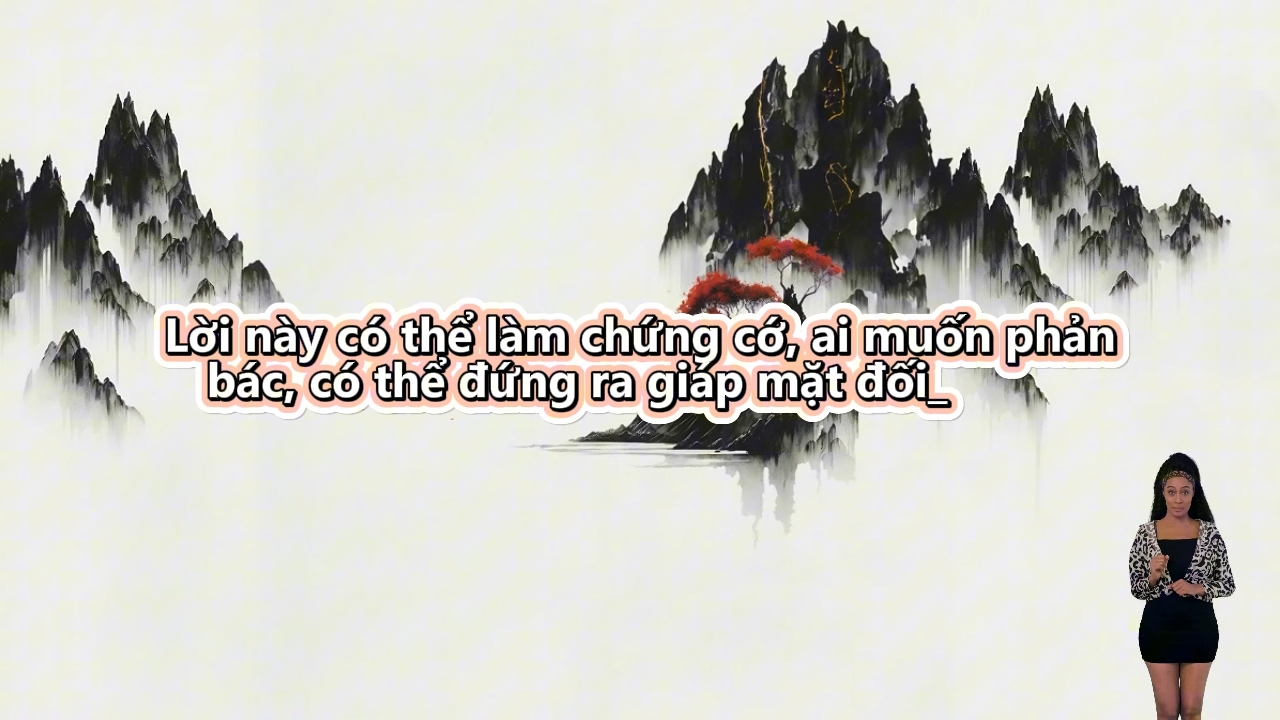 Lời này có thể làm chứng cớ, ai muốn phản
bác, có thể đứng ra giáp mặt đối_